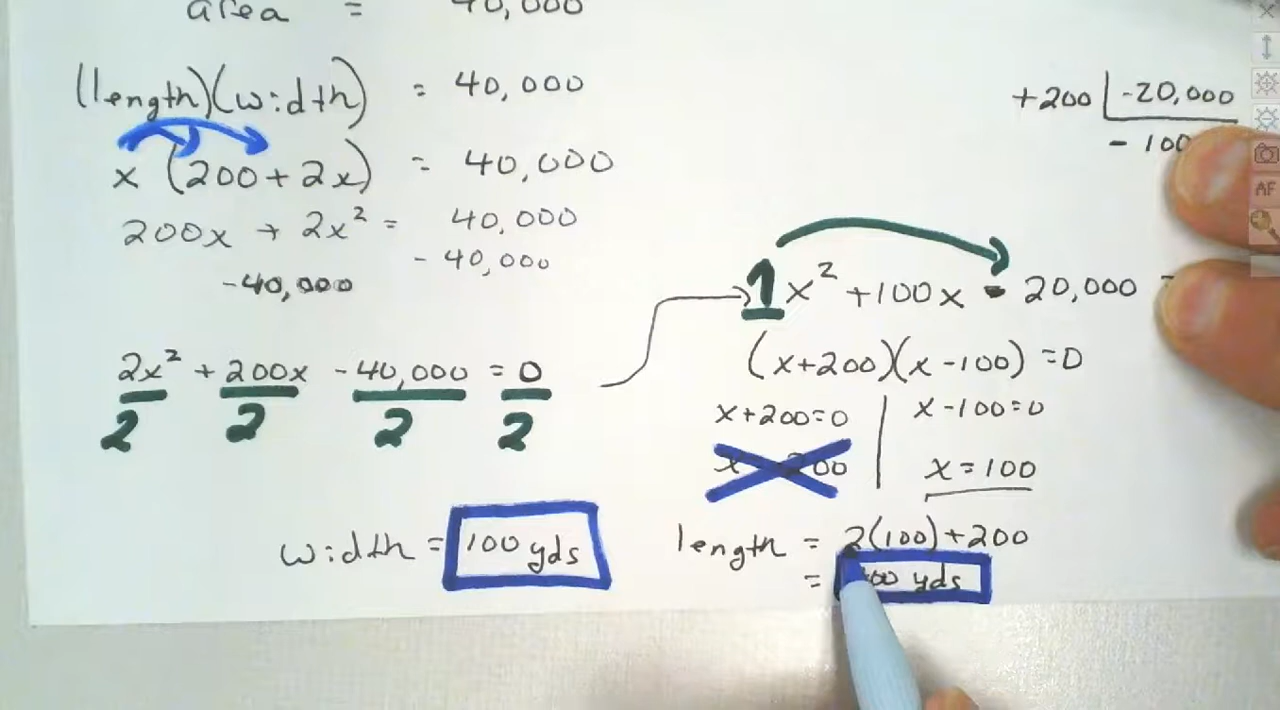 area = 40,000
(length)(width) = 40,000
x (200 + 2x) = 40,000
200x + 2x² = 40,000
-40,000 - 40,000
2x² + 200x - 40,000 = 0
2 2 2 2
width = 100 yds
+200 | -20,000
- 100
1x² + 100x - 20,000
(x+200)(x-100) = 0
x+200=0 | x-100=0
x = 100
length = 2(100)+200
= 00 yds
AF